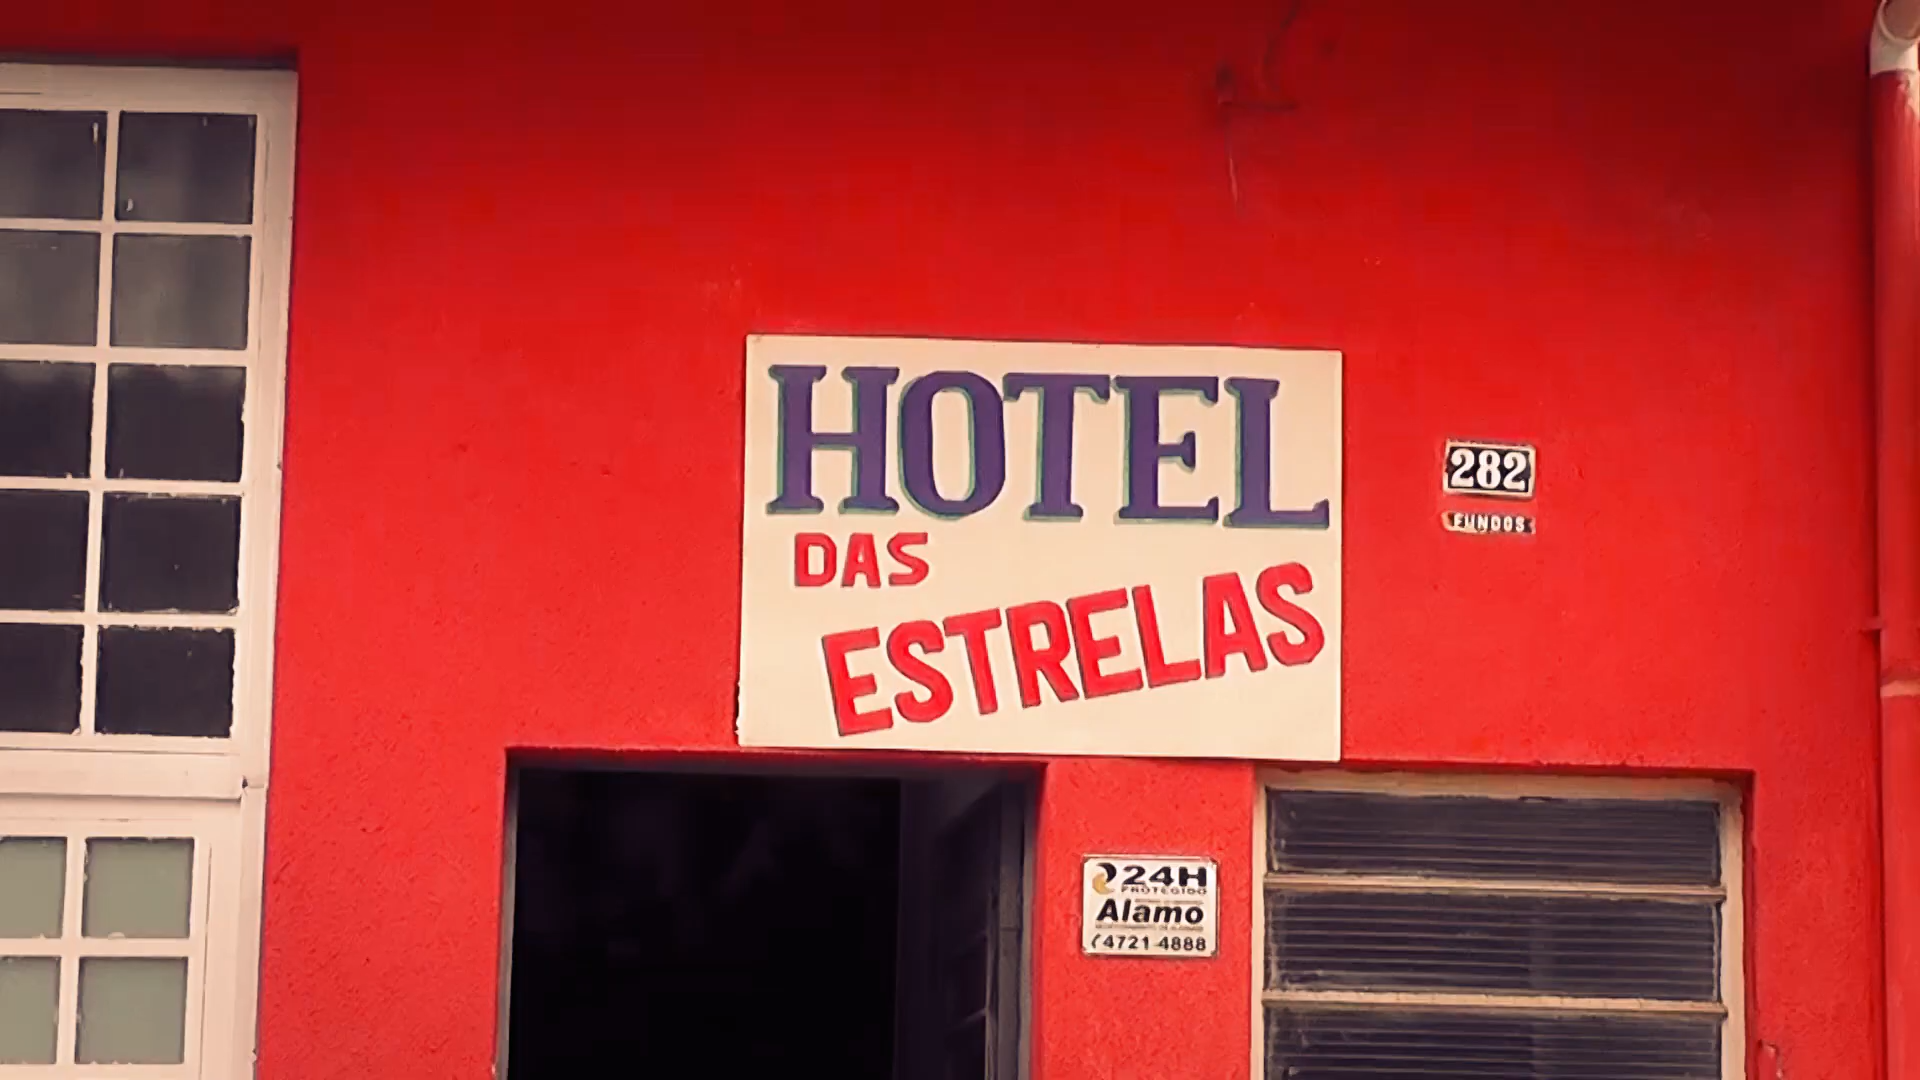 HOTEL
DAS
ESTRELAS
282
FUNDOS
24H
PROTEGIDO
Alamo
4721-4888